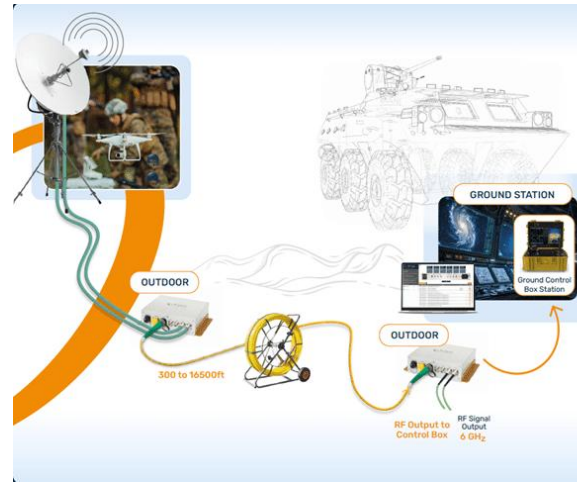 GROUND STATION
Ground Control
Box Station
OUTDOOR
OUTDOOR
300 to 16500ft
RF Output to
Control Box
RF Signal
Output
6 GHz